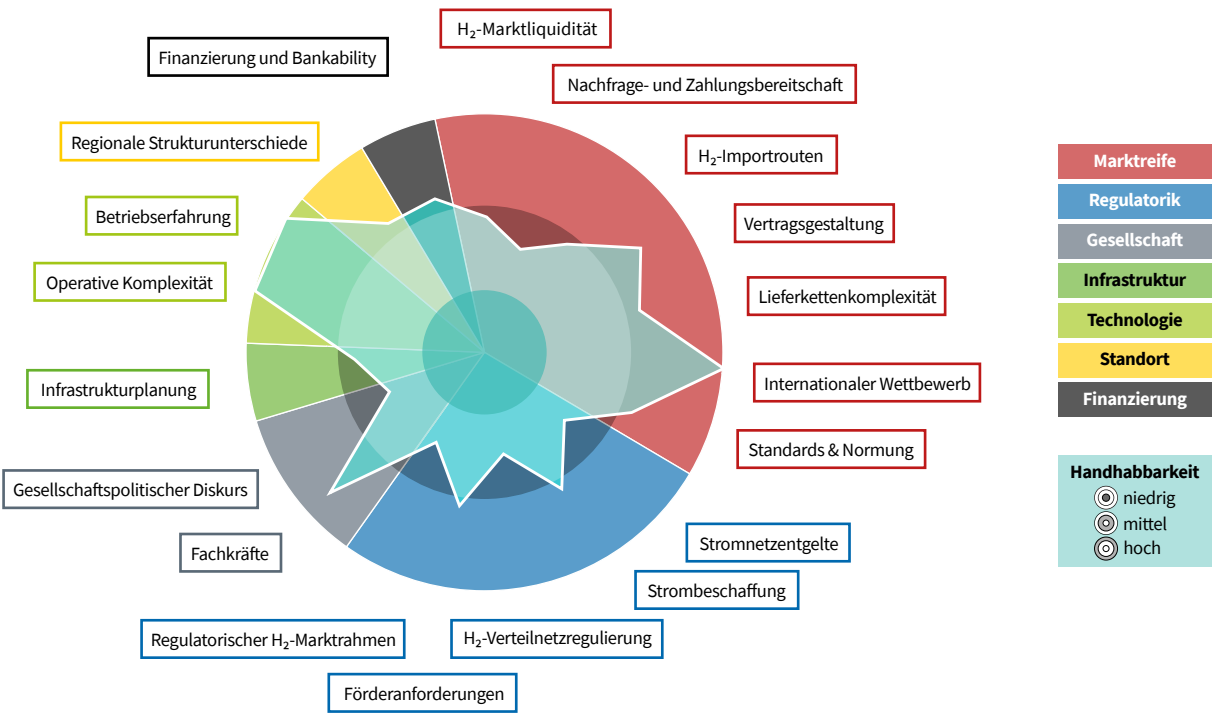 H₂-Marktliquidität
Finanzierung und Bankability
Nachfrage- und Zahlungsbereitschaft
Regionale Strukturunterschiede
H₂-Importrouten
Betriebserfahrung
Vertragsgestaltung
Operative Komplexität
Lieferkettenkomplexität
Infrastrukturplanung
Internationaler Wettbewerb
Standards & Normung
Gesellschaftspolitischer Diskurs
Fachkräfte
Stromnetzentgelte
Strombeschaffung
Regulatorischer H₂-Marktrahmen
H₂-Verteilnetzregulierung
Förderanforderungen
Marktreife
Regulatorik
Gesellschaft
Infrastruktur
Technologie
Standort
Finanzierung
Handhabbarkeit
niedrig
mittel
hoch